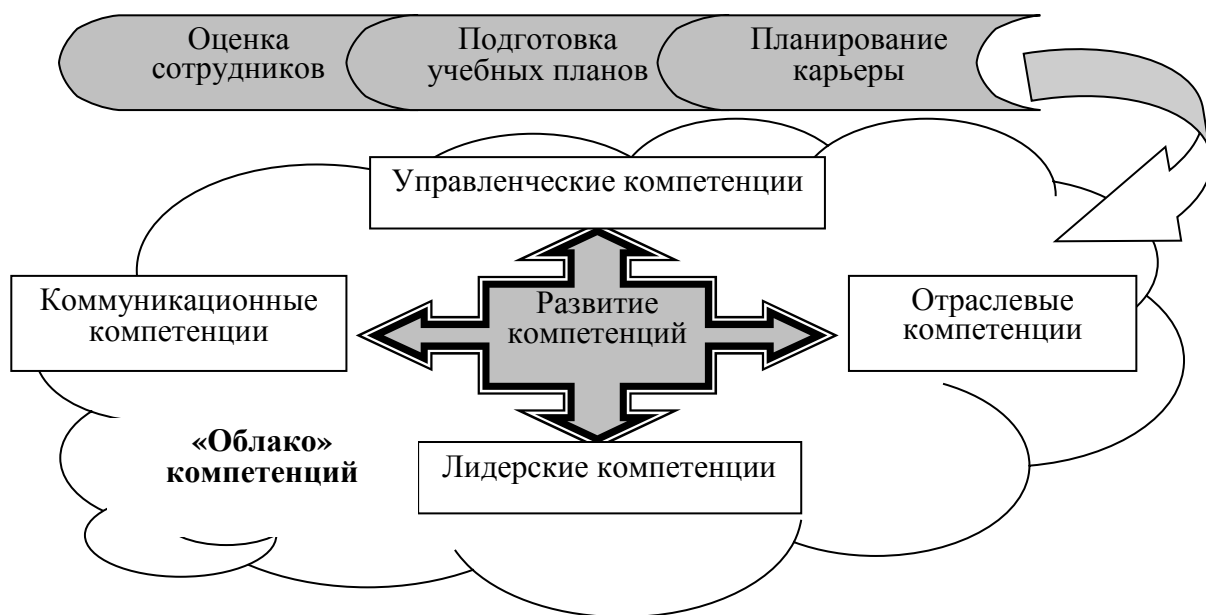 Оценка
сотрудников
Подготовка
учебных планов
Планирование
карьеры
Управленческие компетенции
Коммуникационные
компетенции
Развитие
компетенций
Отраслевые
компетенции
«Облако»
компетенций
Лидерские компетенции